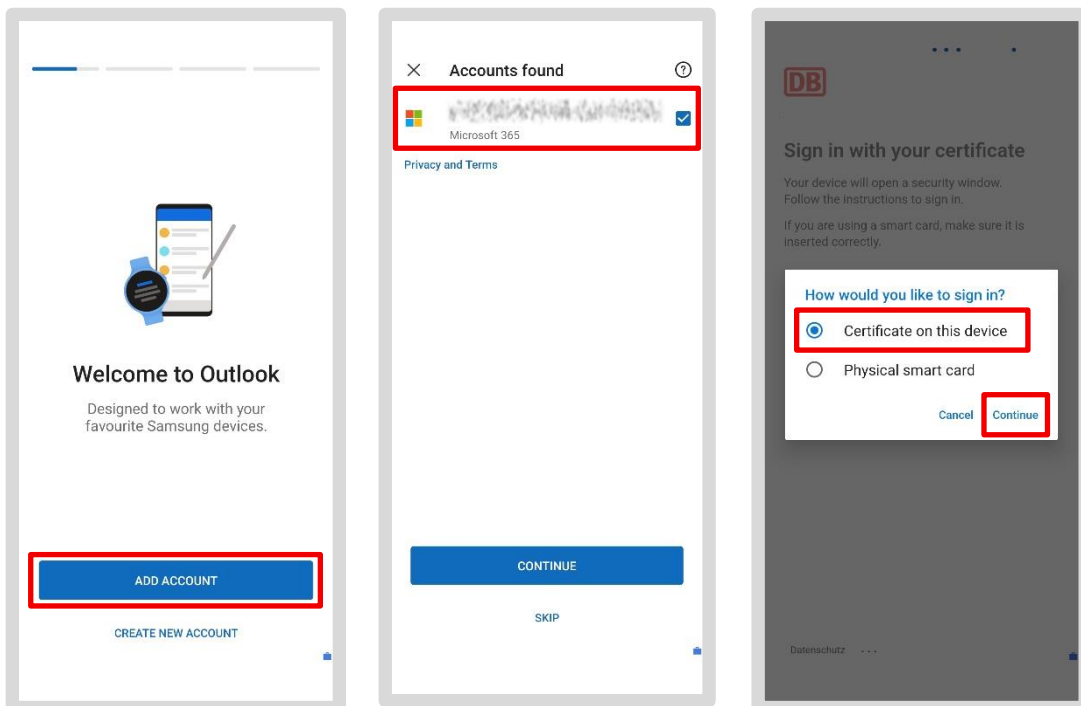 Welcome to Outlook
Designed to work with your
favourite Samsung devices.
ADD ACCOUNT
CREATE NEW ACCOUNT
Accounts found
Microsoft 365
Privacy and Terms
CONTINUE
SKIP
DB
Sign in with your certificate
Your device will open a security window.
Follow the instructions to sign in.
If you are using a smart card, make sure it is
inserted correctly.
How would you like to sign in?
Certificate on this device
Physical smart card
Cancel Continue
Datenschutz ...